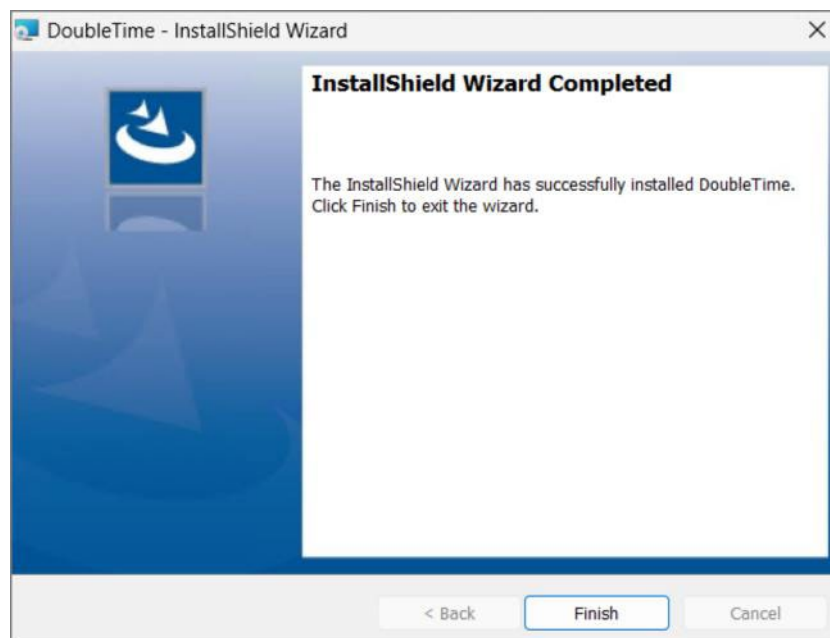 DoubleTime - InstallShield Wizard
InstallShield Wizard Completed
The InstallShield Wizard has successfully installed DoubleTime.
Click Finish to exit the wizard.
< Back
Finish
Cancel